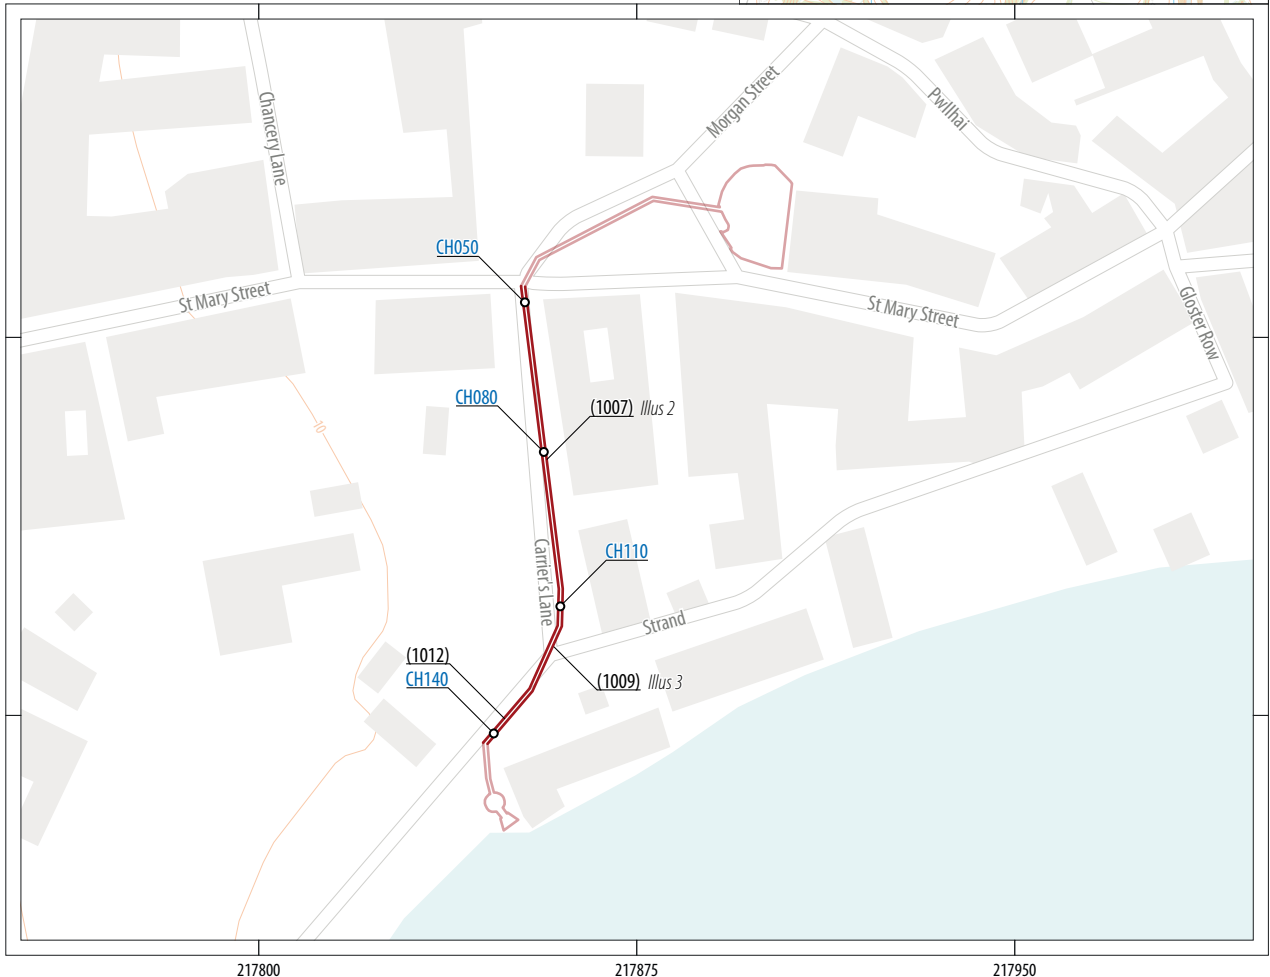 Chancery Lane
Morgan Street
Pwllhai
CH050
St Mary Street
St Mary Street
Gloster Row
CH080
(1007) Illus 2
10
Carrier's Lane
CH110
Strand
(1012)
CH140
(1009) Illus 3
217800
217875
217950